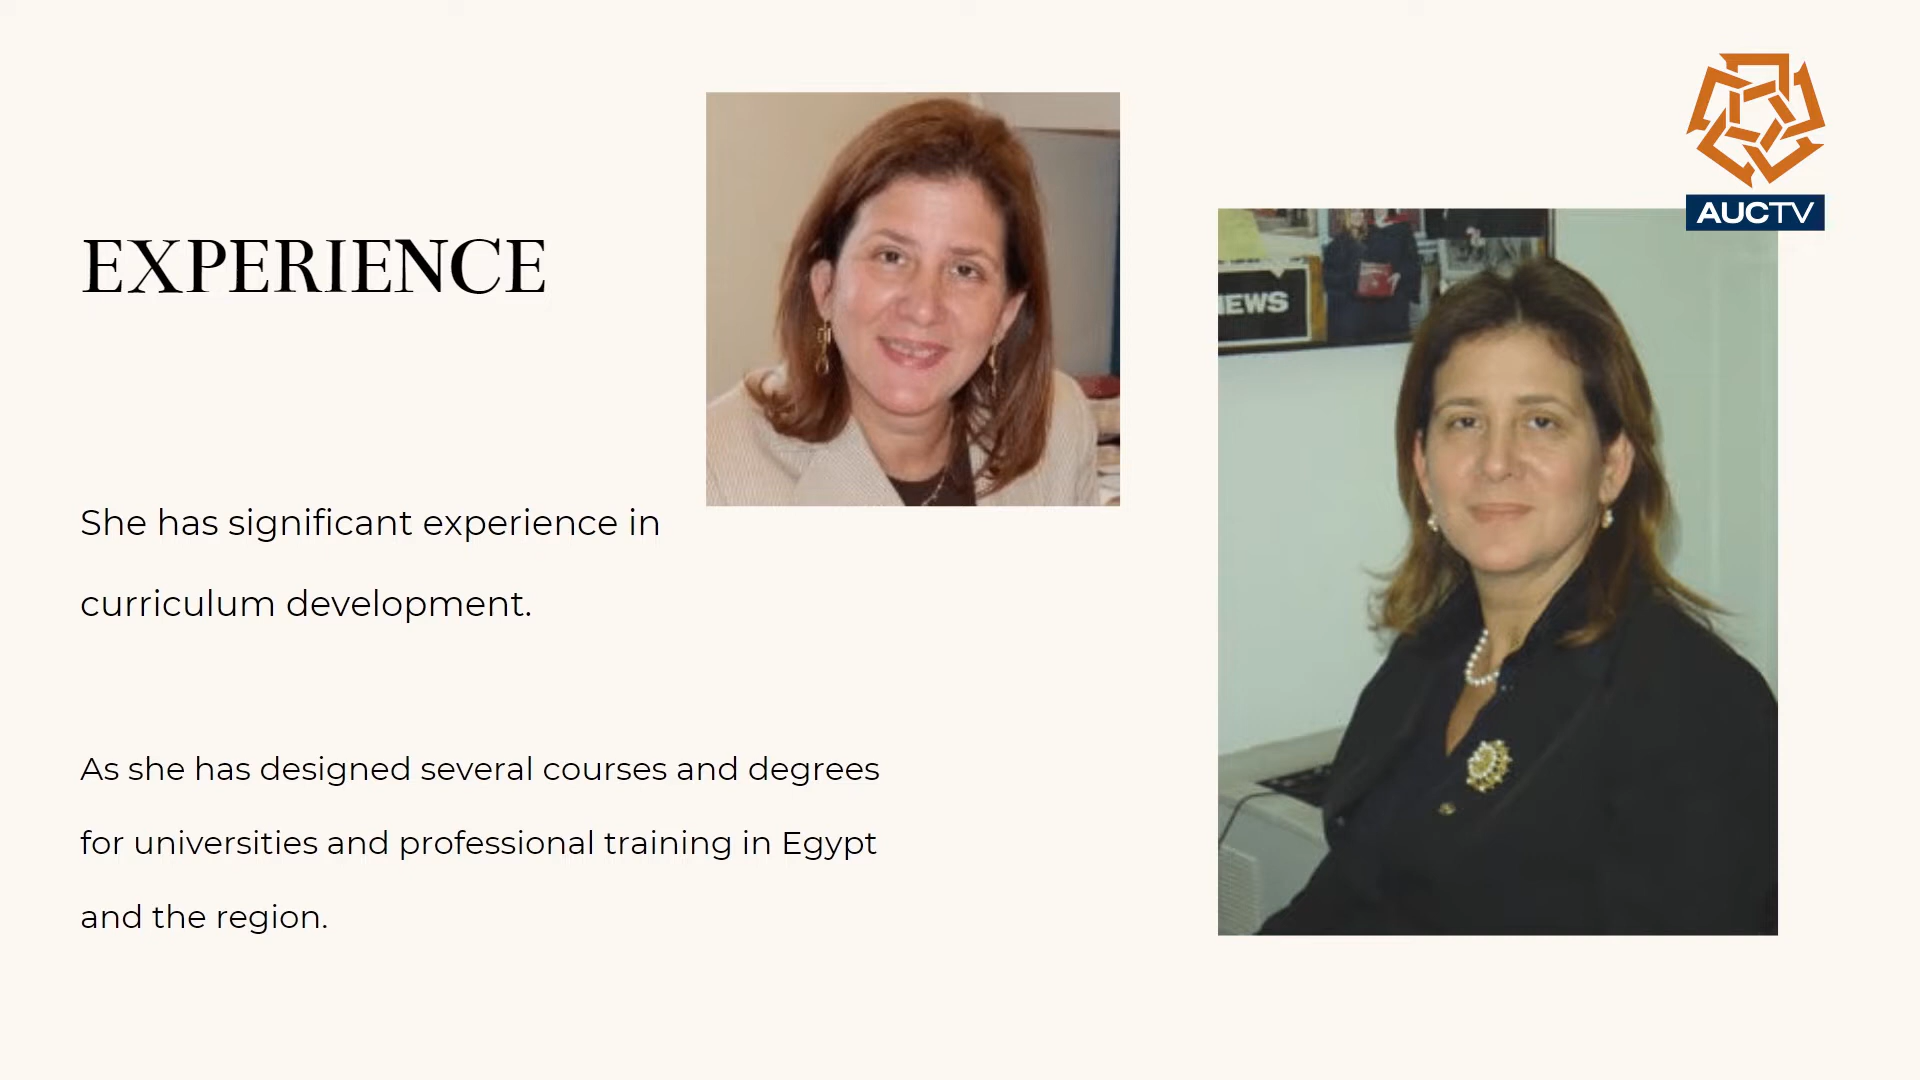 AUCTV
EXPERIENCE
EWS
She has significant experience in
curriculum development.
As she has designed several courses and degrees
for universities and professional training in Egypt
and the region.